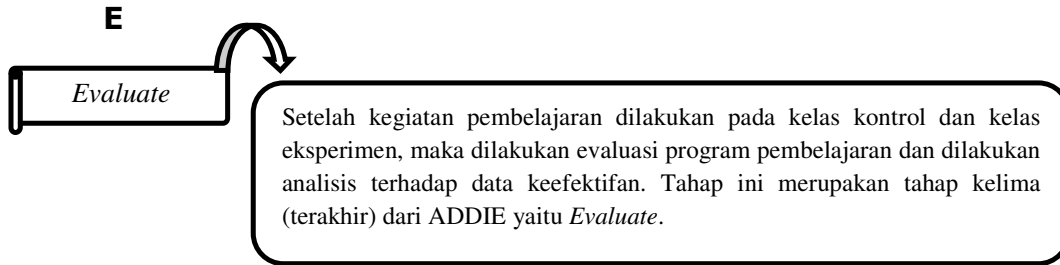 E
Evaluate
Setelah kegiatan pembelajaran dilakukan pada kelas kontrol dan kelas
eksperimen, maka dilakukan evaluasi program pembelajaran dan dilakukan
analisis terhadap data keefektifan. Tahap ini merupakan tahap kelima
(terakhir) dari ADDIE yaitu Evaluate.